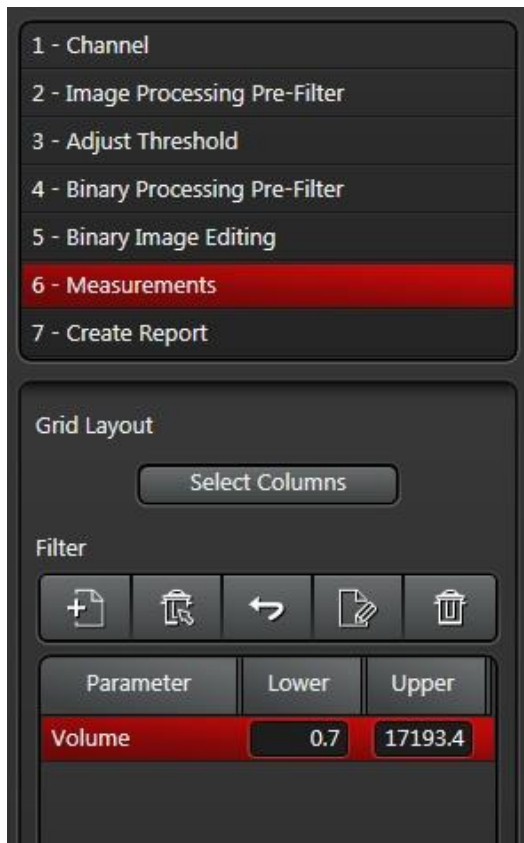 1 - Channel
2 - Image Processing Pre-Filter
3 - Adjust Threshold
4 - Binary Processing Pre-Filter
5 - Binary Image Editing
6 - Measurements
7 - Create Report
Grid Layout
Select Columns
Filter
Parameter Lower Upper
Volume 0.7 17193.4